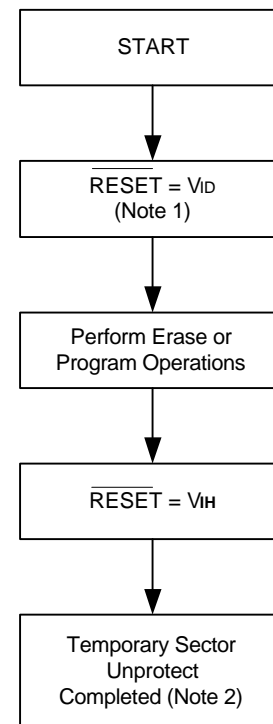 START
RESET = VID
(Note 1)
Perform Erase or
Program Operations
RESET = VIH
Temporary Sector
Unprotect
Completed (Note 2)